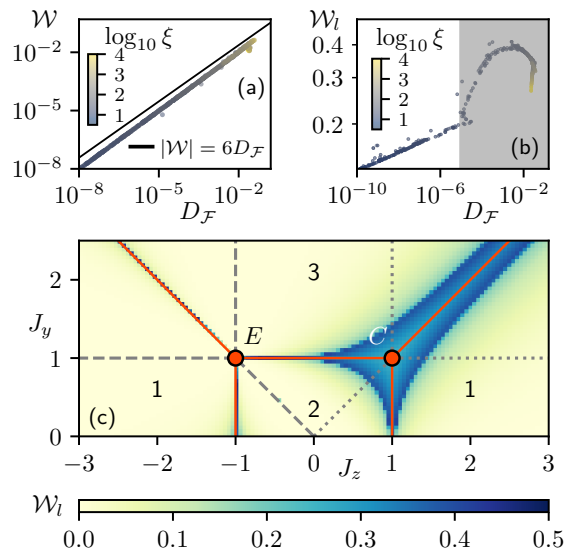 𝒲
10⁻²
10⁻⁵
10⁻⁸
log₁₀ ξ
4
3
2
1
(a)
|𝒲| = 6D_ℱ
10⁻⁸ 10⁻⁵ 10⁻²
D_ℱ
𝒲_l
0.4
0.3
0.2
log₁₀ ξ
4
3
2
1
(b)
10⁻¹⁰ 10⁻⁶ 10⁻²
D_ℱ
J_y
2
1
0
3
E
C
1
2
1
(c)
−3 −2 −1 0 1 2 3
J_z
𝒲_l
0.0 0.1 0.2 0.3 0.4 0.5